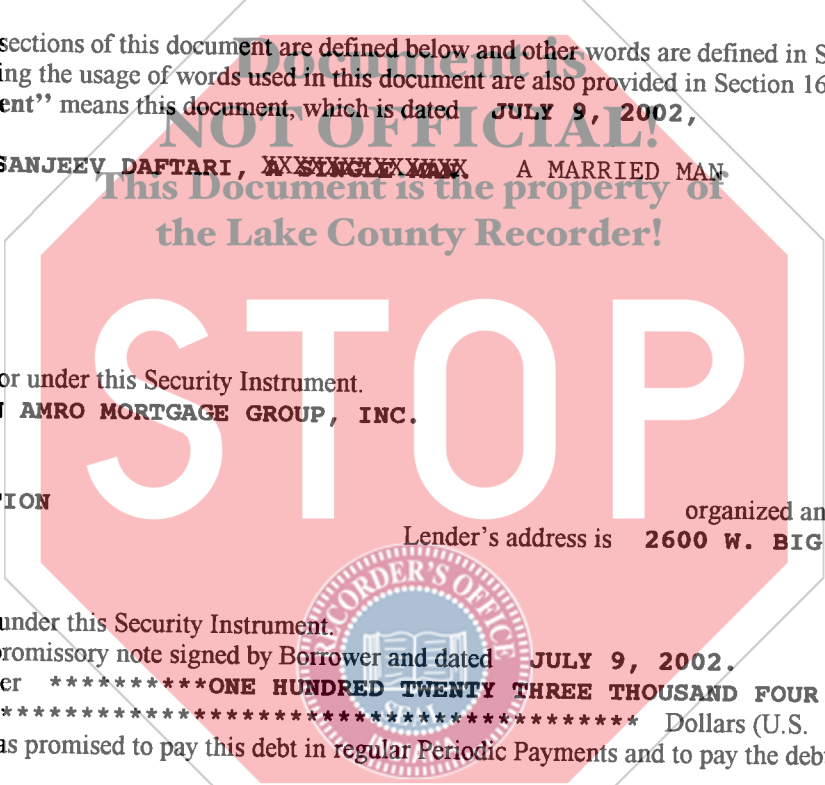 sections of this document are defined below and other words are defined in S
Document is
ing the usage of words used in this document are also provided in Section 16
ent” means this document, which is dated JULY 9, 2002,
NOT OFFICIAL!
SANJEEV DAFTARI, A SINGLE MAN. A MARRIED MAN
This Document is the property of
the Lake County Recorder!
STOP
or under this Security Instrument.
AMRO MORTGAGE GROUP, INC.
TION
organized an
Lender’s address is 2600 W. BIG
RECORDER'S OFFICE
under this Security Instrument.
promissory note signed by Borrower and dated JULY 9, 2002.
er **********ONE HUNDRED TWENTY THREE THOUSAND FOUR
***************************************** Dollars (U.S.
SEAL
as promised to pay this debt in regular Periodic Payments and to pay the deb